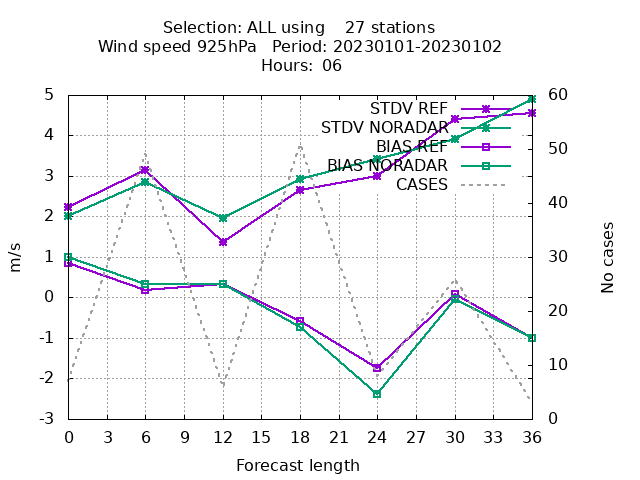 Selection: ALL using    27 stations
Wind speed 925hPa   Period: 20230101-20230102
Hours: 06
5
4
3
2
1
0
-1
-2
-3
m/s
STDV REF
STDV NORADAR
BIAS REF
BIAS NORADAR
CASES
60
50
40
30
20
10
0
No cases
0 3 6 9 12 15 18 21 24 27 30 33 36
Forecast length